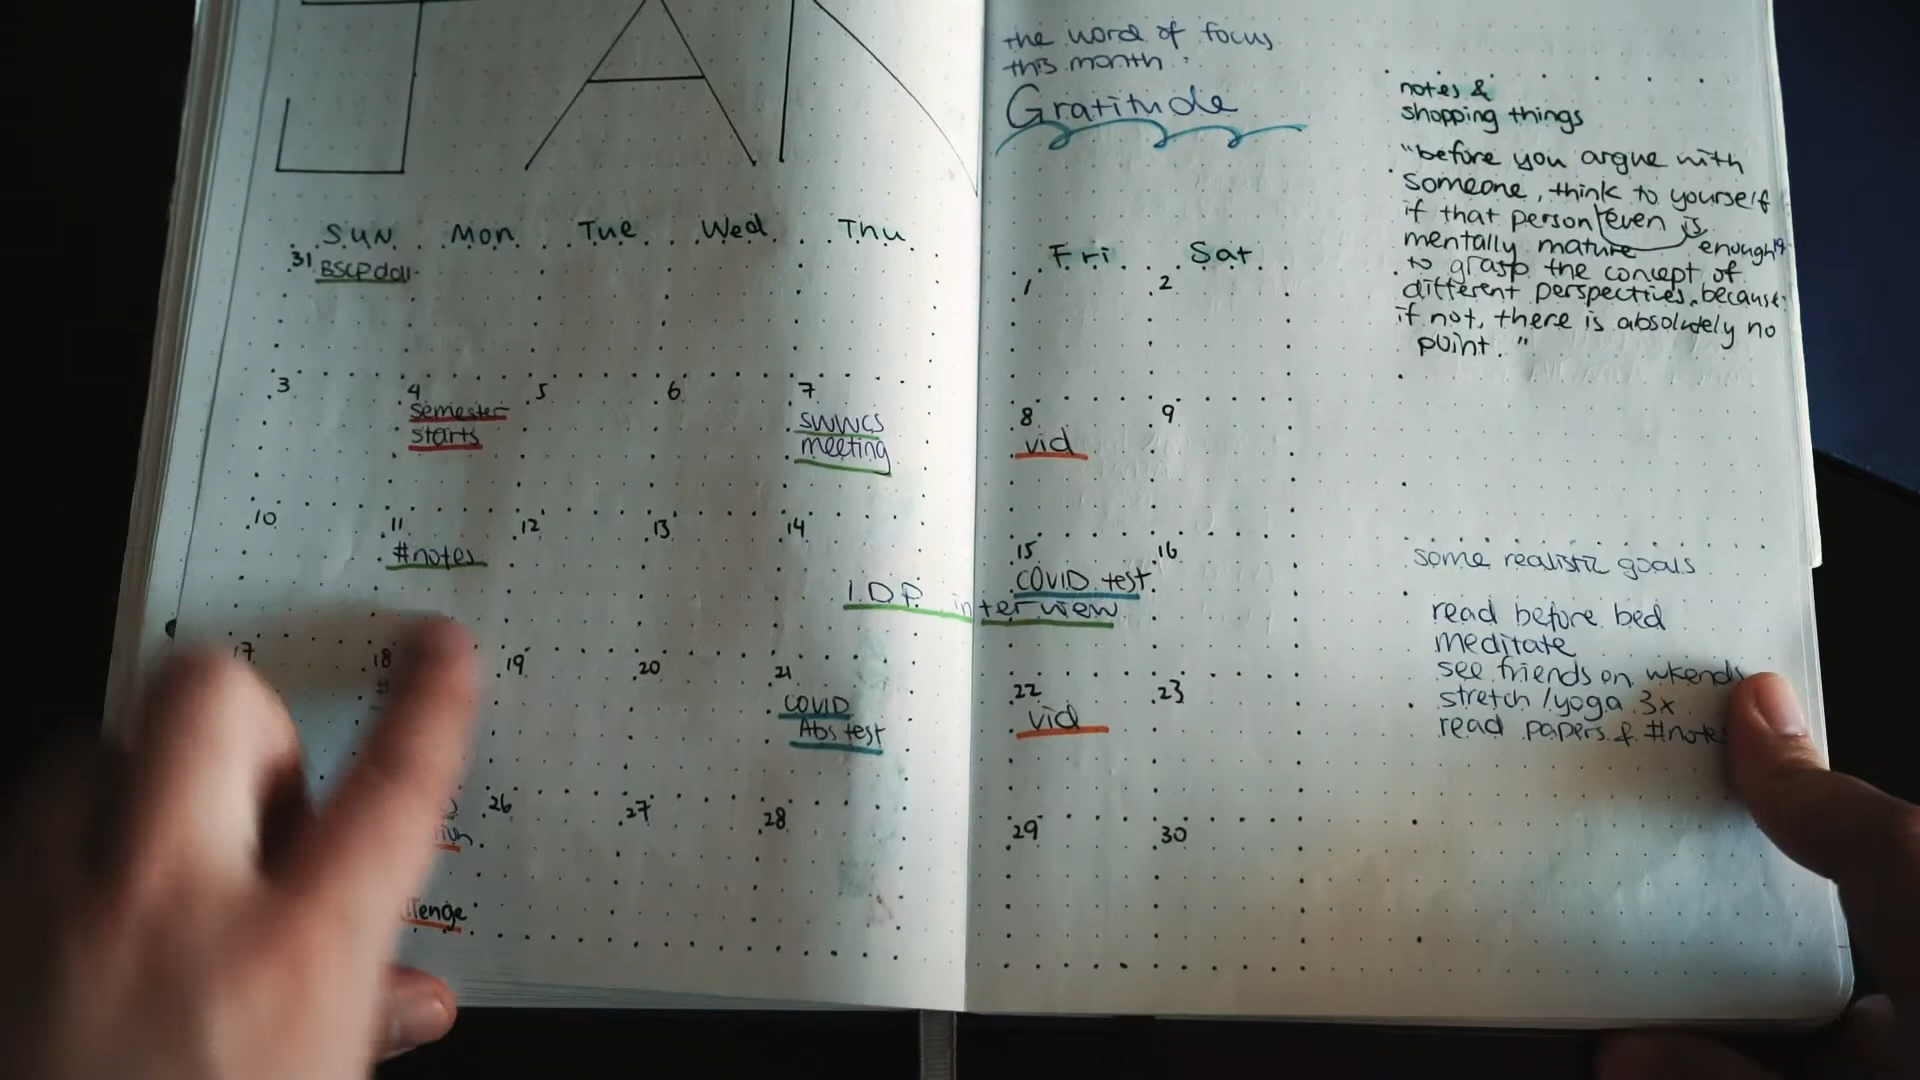 JAN
the word of focus
this month :
Gratitude
notes &
shopping things
"before you argue with
someone, think to yourself
if that person even is
mentally mature enough
to grasp the concept of
different perspectives, because
if not, there is absolutely no
point."
SUN Mon Tue Wed Thu Fri Sat
31 1 2
3 4 5 6 7 8 9
semester
starts
SWWCS
meeting
vid
10 11 12 13 14 15 16
#notes
COVID test
I.D.P. interview
17 18 19 20 21 22 23
COVID
Abs test
vid
26 27 28 29 30
some realistic goals
read before bed
meditate
see friends on wkends
stretch/yoga 3x
read papers & #notes